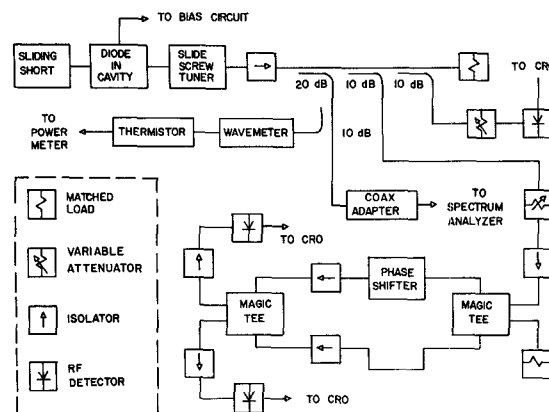 TO BIAS CIRCUIT
SLIDING
SHORT
DIODE
IN
CAVITY
SLIDE
SCREW
TUNER
20 dB
10 dB
10 dB
TO CRO
TO
POWER
METER
THERMISTOR
WAVEMETER
10 dB
MATCHED
LOAD
VARIABLE
ATTENUATOR
ISOLATOR
RF
DETECTOR
COAX
ADAPTER
TO
SPECTRUM
ANALYZER
TO CRO
PHASE
SHIFTER
MAGIC
TEE
MAGIC
TEE
TO CRO